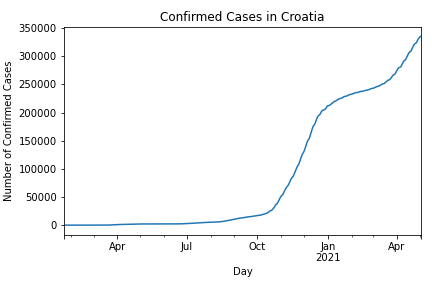 Confirmed Cases in Croatia
350000
300000
250000
200000
150000
100000
50000
0
Number of Confirmed Cases
Apr
Jul
Oct
Jan
2021
Apr
Day